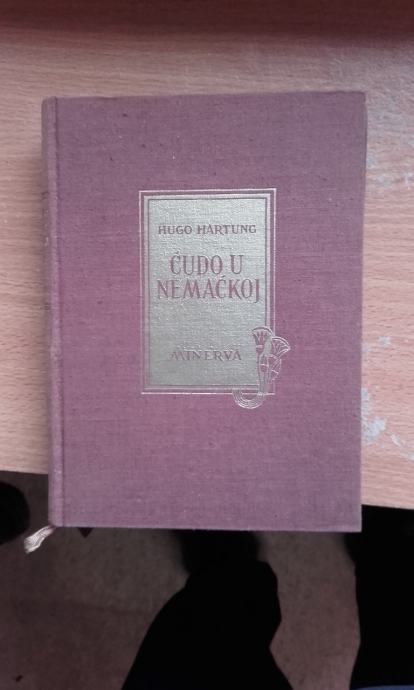 HUGO HARTUNG
ČUDO U
NEMAČKOJ
MINERVA